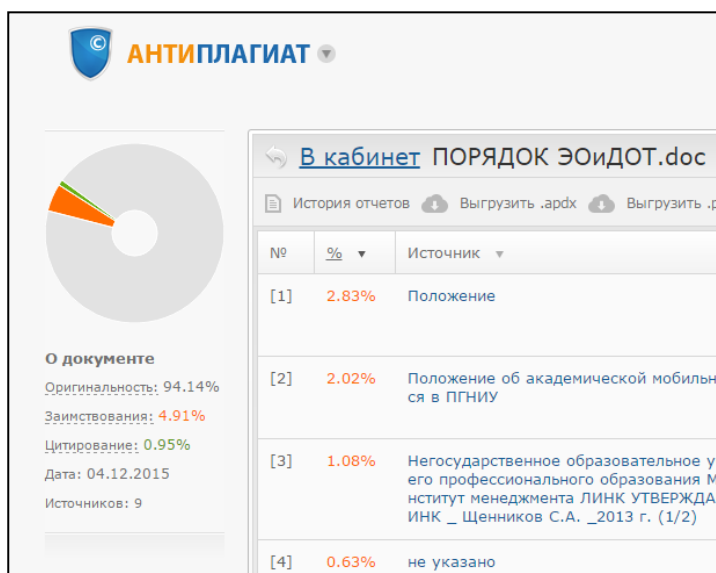 ©
АНТИПЛАГИАТ
О документе
Оригинальность: 94.14%
Заимствования: 4.91%
Цитирование: 0.95%
Дата: 04.12.2015
Источников: 9
В кабинет ПОРЯДОК ЭОиДОТ.doc
История отчетов Выгрузить .apdx Выгрузить .p
№ % Источник
[1] 2.83% Положение
[2] 2.02% Положение об академической мобильн
ся в ПГНИУ
[3] 1.08% Негосударственное образовательное у
его профессионального образования М
нститут менеджмента ЛИНК УТВЕРЖДА
ИНК _ Щенников С.А. _2013 г. (1/2)
[4] 0.63% не указано